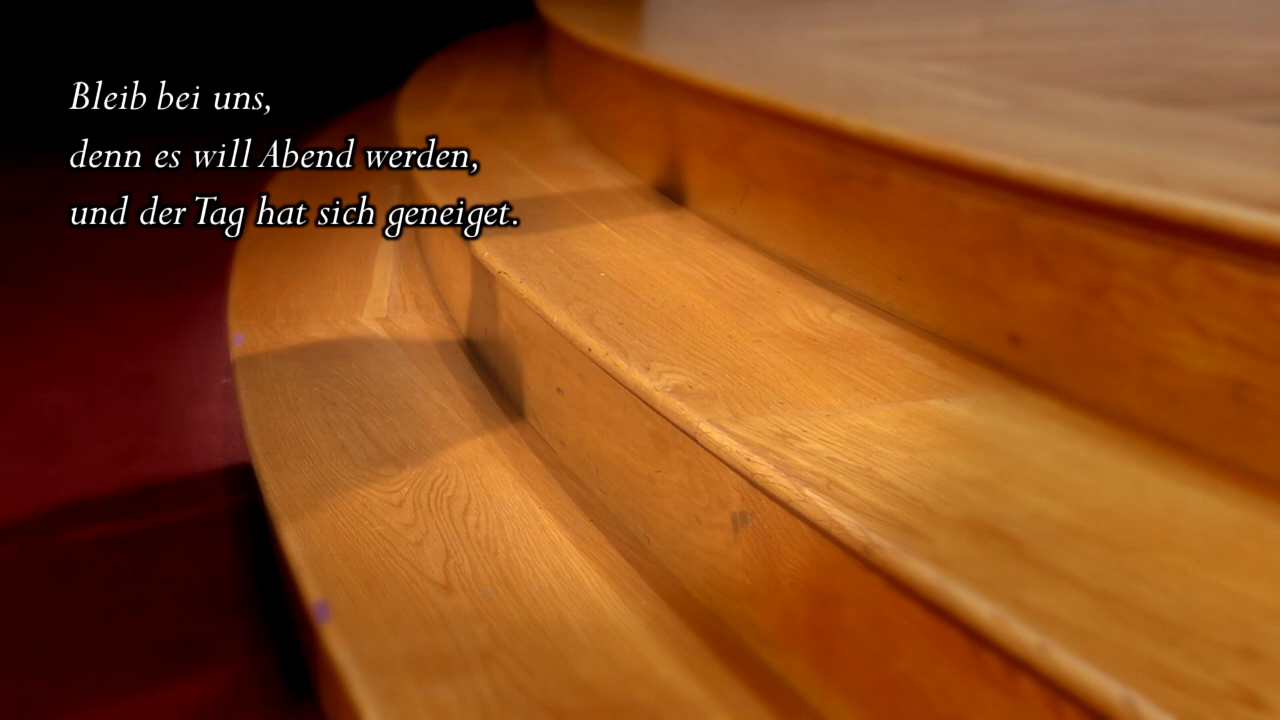 Bleib bei uns,
denn es will Abend werden,
und der Tag hat sich geneiget.